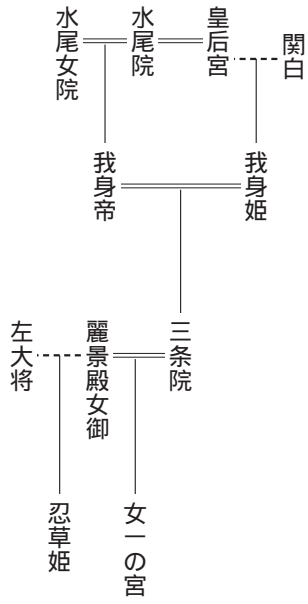 関白
皇后宮
水尾院
水尾女院
我身姫
我身帝
三条院
麗景殿女御
左大将
女一の宮
忍草姫